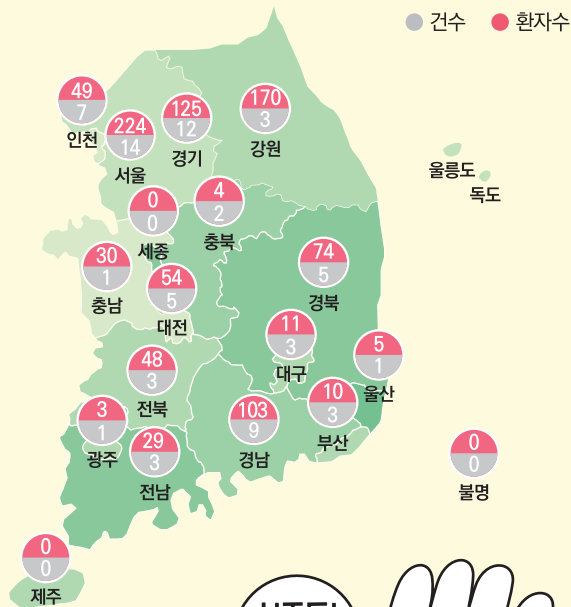 건수 환자수
49
7
인천
224
14
서울
125
12
경기
170
3
강원
울릉도
독도
0
0
세종
4
2
충북
30
1
충남
54
5
대전
74
5
경북
11
3
대구
5
1
울산
48
3
전북
10
3
부산
3
1
광주
29
3
전남
103
9
경남
0
0
불명
0
0
제주